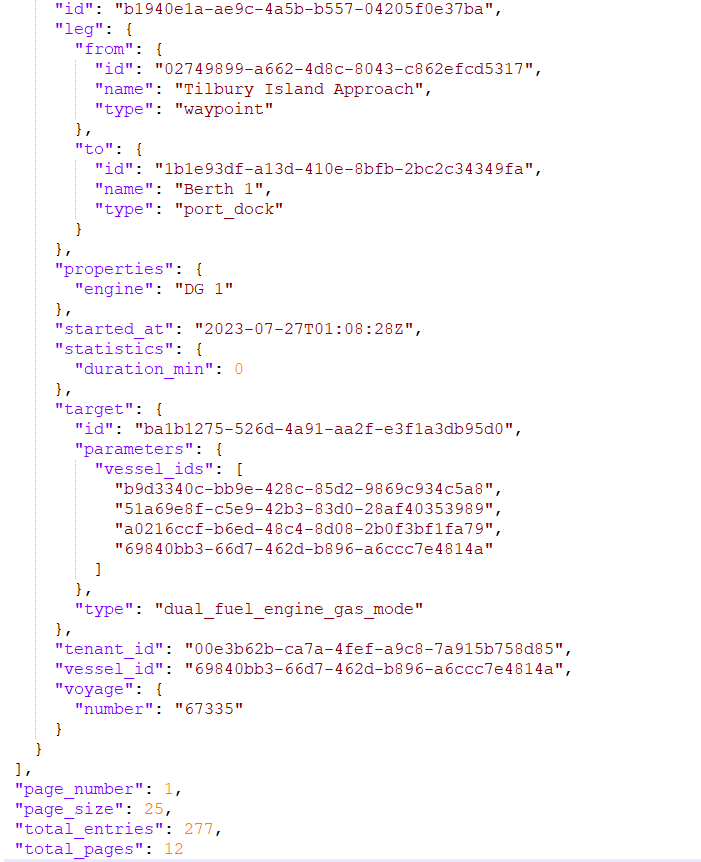 "id": "b1940e1a-ae9c-4a5b-b557-04205f0e37ba",
"leg": {
"from": {
"id": "02749899-a662-4d8c-8043-c862efcd5317",
"name": "Tilbury Island Approach",
"type": "waypoint"
},
"to": {
"id": "1b1e93df-a13d-410e-8bfb-2bc2c34349fa",
"name": "Berth 1",
"type": "port_dock"
}
},
"properties": {
"engine": "DG 1"
},
"started_at": "2023-07-27T01:08:28Z",
"statistics": {
"duration_min": 0
},
"target": {
"id": "ba1b1275-526d-4a91-aa2f-e3f1a3db95d0",
"parameters": {
"vessel_ids": [
"b9d3340c-bb9e-428c-85d2-9869c934c5a8",
"51a69e8f-c5e9-42b3-83d0-28af40353989",
"a0216ccf-b6ed-48c4-8d08-2b0f3bf1fa79",
"69840bb3-66d7-462d-b896-a6ccc7e4814a"
]
},
"type": "dual_fuel_engine_gas_mode"
},
"tenant_id": "00e3b62b-ca7a-4fef-a9c8-7a915b758d85",
"vessel_id": "69840bb3-66d7-462d-b896-a6ccc7e4814a",
"voyage": {
"number": "67335"
}
}
],
"page_number": 1,
"page_size": 25,
"total_entries": 277,
"total_pages": 12